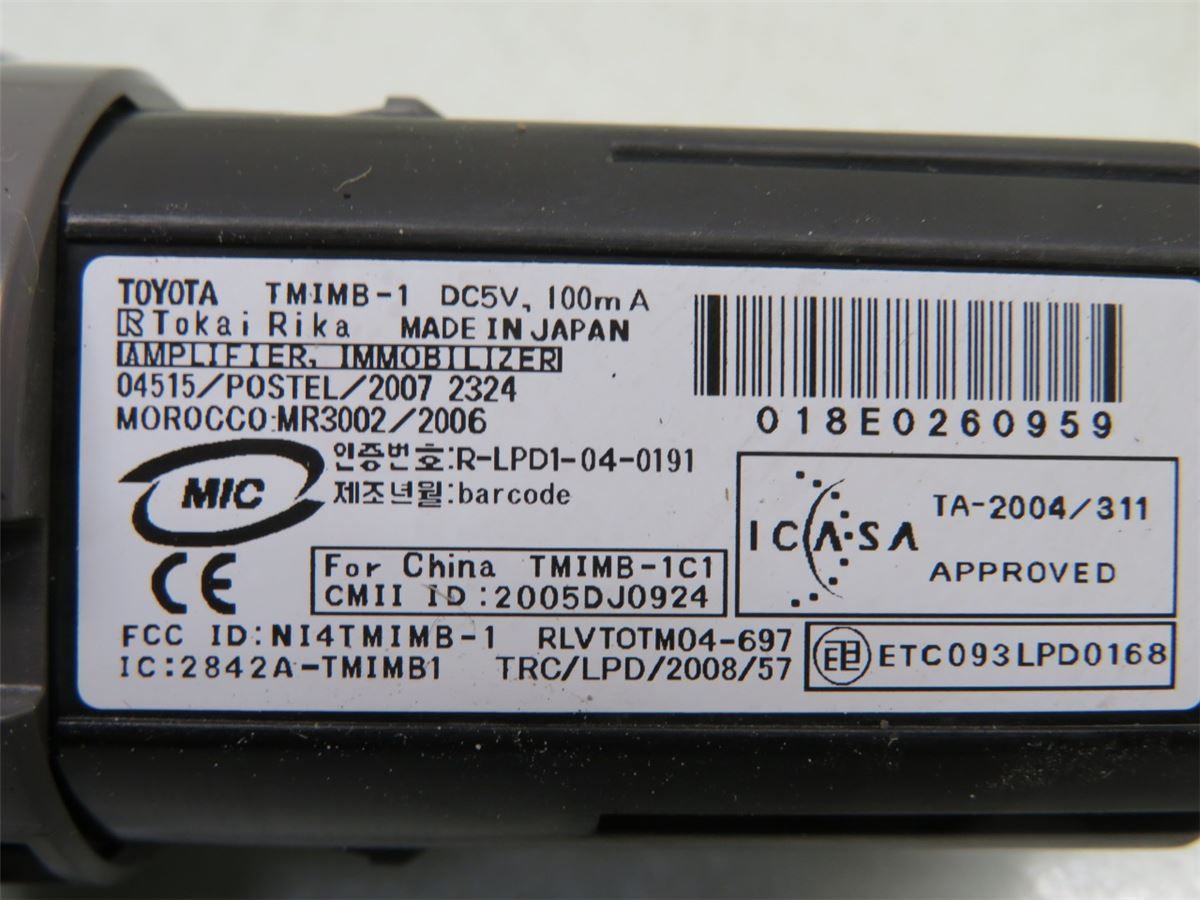 TOYOTA TMIMB-1 DC5V, 100mA
R Tokai Rika MADE IN JAPAN
AMPLIFIER, IMMOBILIZER
04515/POSTEL/2007 2324
MOROCCO:MR3002/2006
018E0260959
MIC
인증번호:R-LPD1-04-0191
제조년월:barcode
ICASA
TA-2004/311
APPROVED
CE
For China TMIMB-1C1
CMII ID:2005DJ0924
FCC ID:NI4TMIMB-1 RLVTOTM04-697
IC:2842A-TMIMB1 TRC/LPD/2008/57
ETC093LPD0168